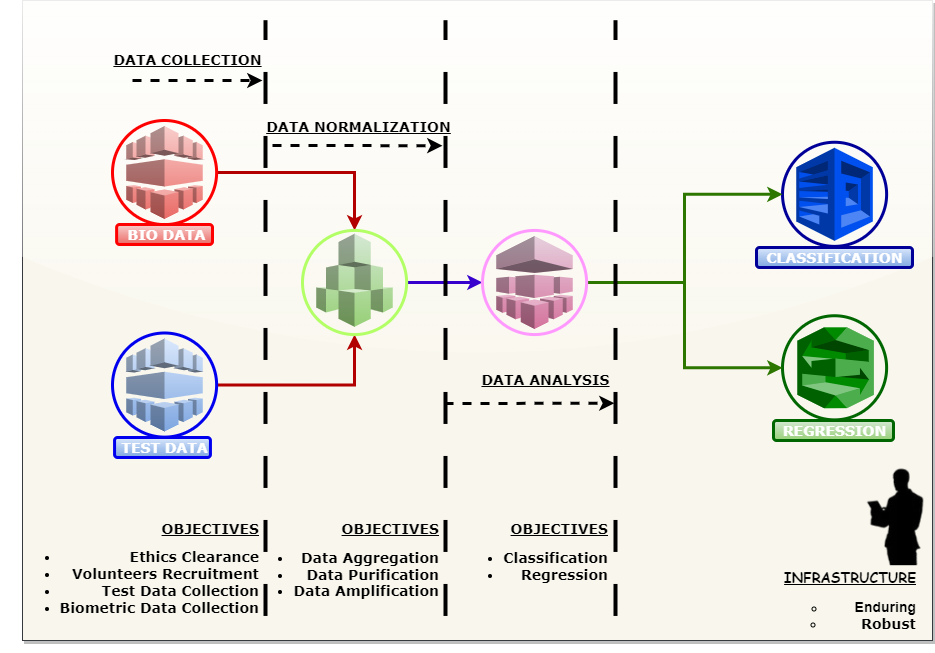 DATA COLLECTION
DATA NORMALIZATION
BIO DATA
CLASSIFICATION
DATA ANALYSIS
TEST DATA
REGRESSION
OBJECTIVES
• Ethics Clearance
• Volunteers Recruitment
• Test Data Collection
• Biometric Data Collection
OBJECTIVES
• Data Aggregation
• Data Purification
• Data Amplification
OBJECTIVES
• Classification
• Regression
INFRASTRUCTURE
○ Enduring
○ Robust